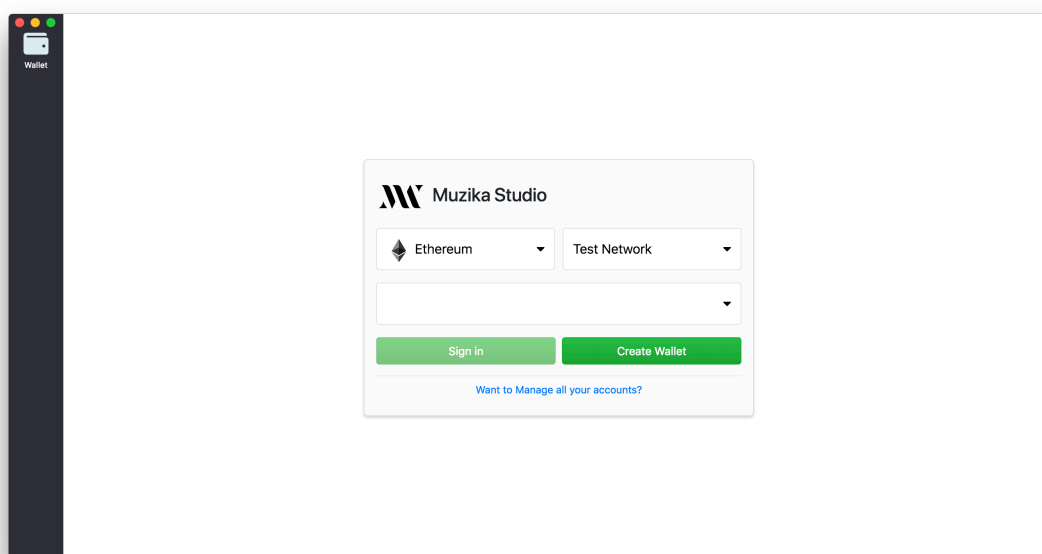 Wallet
Muzika Studio
Ethereum
Test Network
Sign in
Create Wallet
Want to Manage all your accounts?